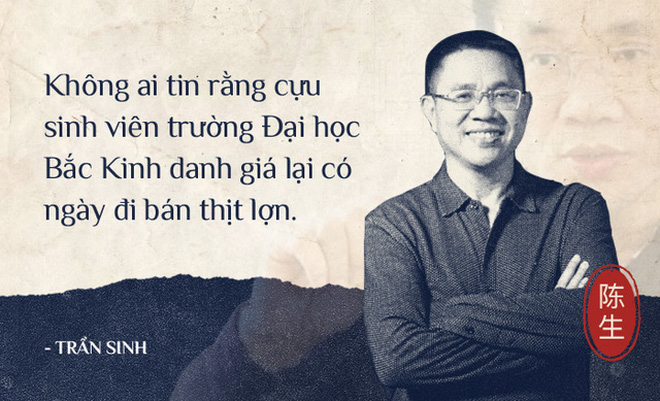 Không ai tin rằng cựu
sinh viên trường Đại học
Bắc Kinh danh giá lại có
ngày đi bán thịt lợn.
- TRẦN SINH
陈
生